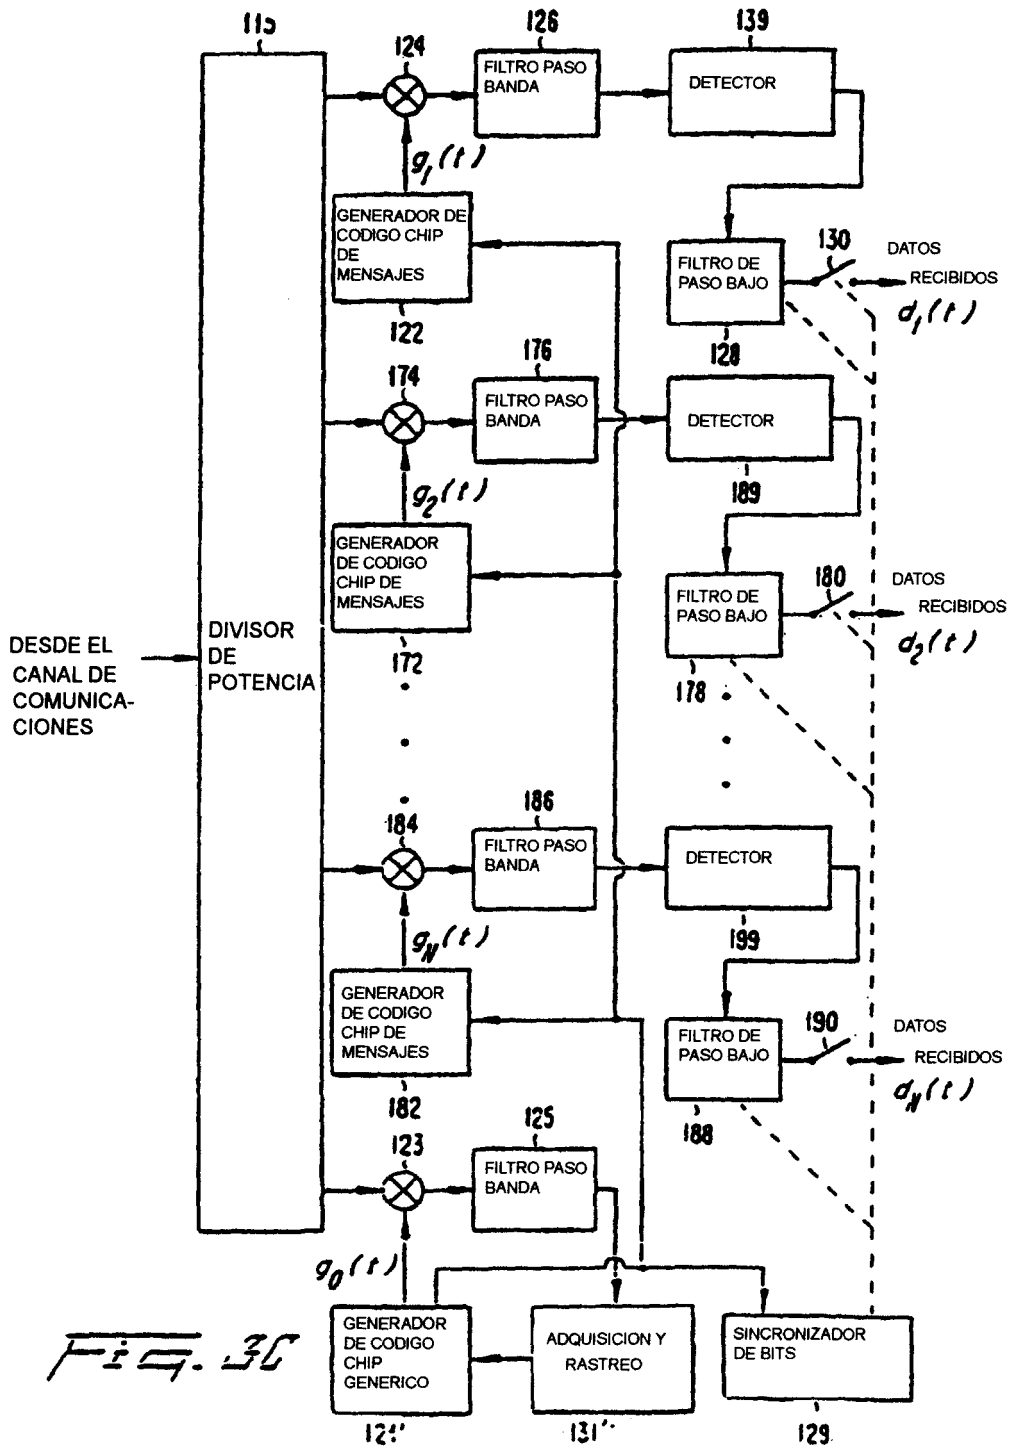 115
124
126
139
FILTRO PASO
BANDA
DETECTOR
g1(t)
GENERADOR DE
CODIGO CHIP
DE
MENSAJES
122
FILTRO DE
PASO BAJO
128
130
DATOS
RECIBIDOS
d1(t)
174
176
FILTRO PASO
BANDA
DETECTOR
189
g2(t)
GENERADOR
DE CODIGO
CHIP DE
MENSAJES
172
FILTRO DE
PASO BAJO
178
180
DATOS
RECIBIDOS
d2(t)
DESDE EL
CANAL DE
COMUNICA-
CIONES
DIVISOR
DE
POTENCIA
184
186
FILTRO PASO
BANDA
DETECTOR
199
gN(t)
GENERADOR
DE CODIGO
CHIP DE
MENSAJES
182
FILTRO DE
PASO BAJO
188
190
DATOS
RECIBIDOS
dN(t)
123
125
FILTRO PASO
BANDA
g0(t)
GENERADOR
DE CODIGO
CHIP
GENERICO
ADQUISICION Y
RASTREO
131
SINCRONIZADOR
DE BITS
129
FIG. 3C